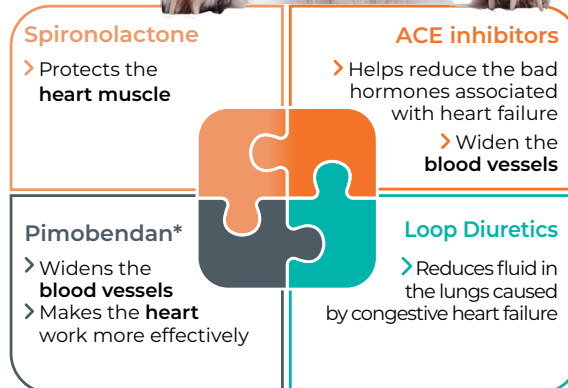 Spironolactone
Protects the
heart muscle
ACE inhibitors
Helps reduce the bad
hormones associated
with heart failure
Widen the
blood vessels
Pimobendan*
Widens the
blood vessels
Makes the heart
work more effectively
Loop Diuretics
Reduces fluid in
the lungs caused
by congestive heart failure